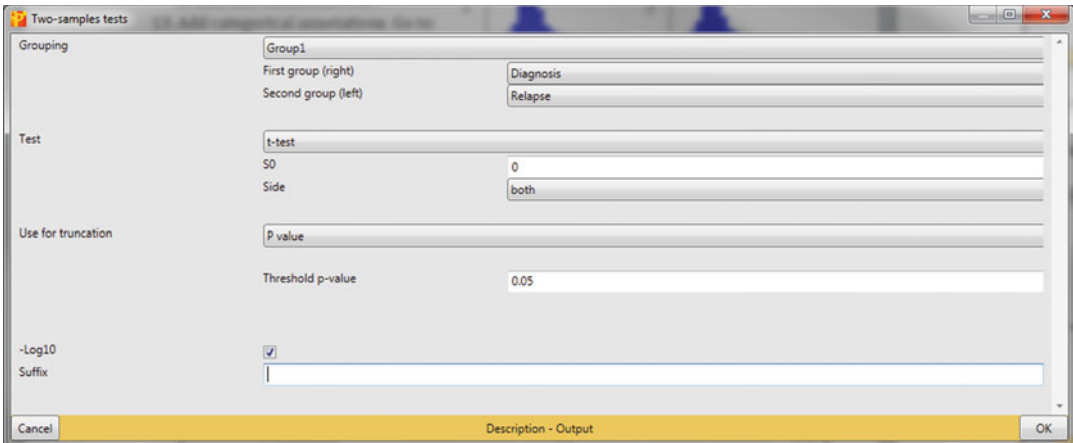 Two-samples tests
Grouping
Group1
First group (right)
Diagnosis
Second group (left)
Relapse
Test
t-test
S0
0
Side
both
Use for truncation
P value
Threshold p-value
0.05
-Log10
Suffix
Cancel
Description - Output
OK